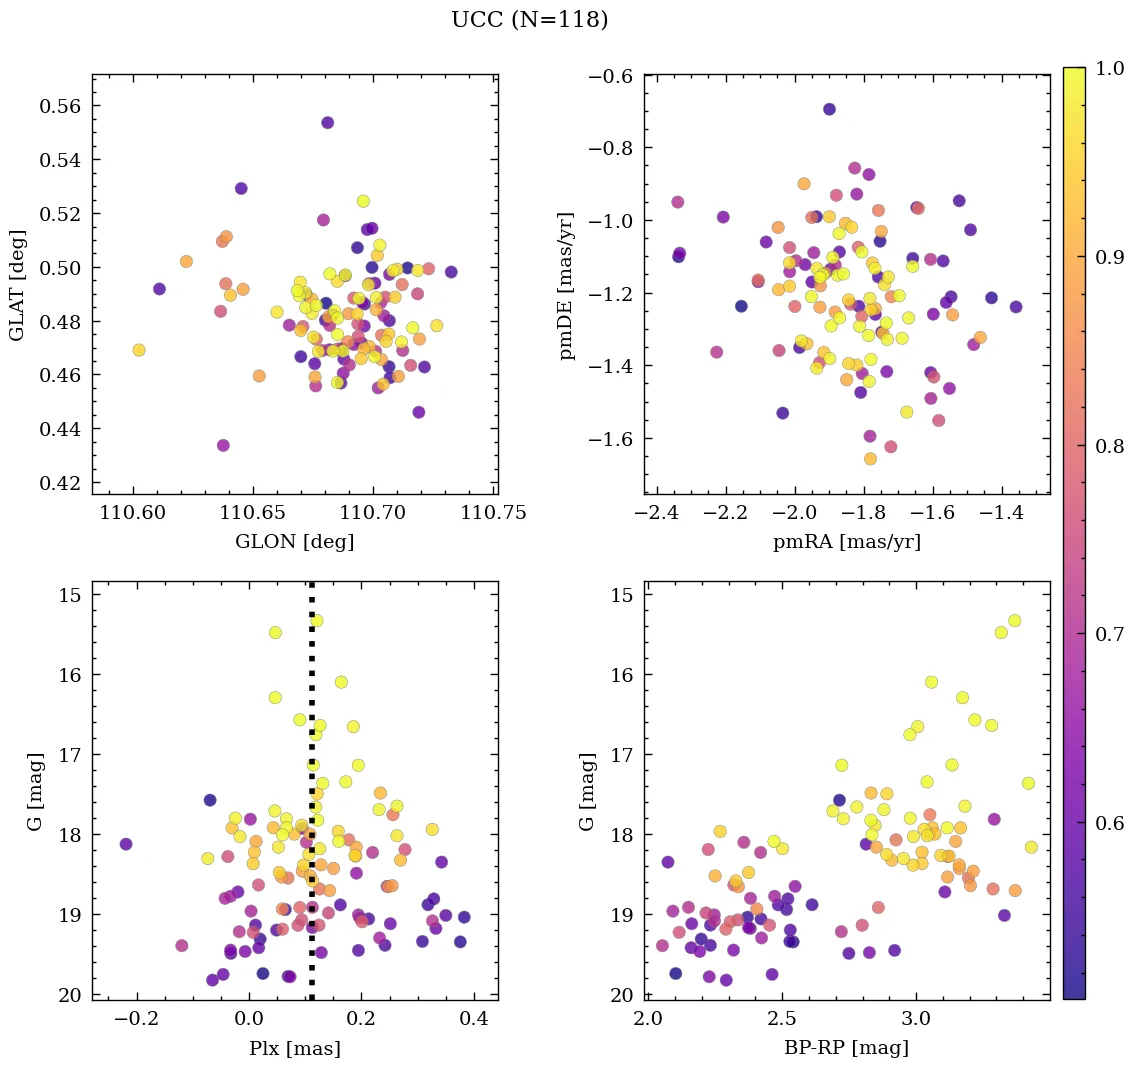 UCC (N=118)
0.56
0.54
0.52
0.50
0.48
0.46
0.44
0.42
GLAT [deg]
110.60 110.65 110.70 110.75
GLON [deg]
−0.6
−0.8
−1.0
−1.2
−1.4
−1.6
pmDE [mas/yr]
−2.4 −2.2 −2.0 −1.8 −1.6 −1.4
pmRA [mas/yr]
1.0
0.9
0.8
0.7
0.6
15
16
17
18
19
20
G [mag]
−0.2 0.0 0.2 0.4
Plx [mas]
15
16
17
18
19
20
G [mag]
2.0 2.5 3.0
BP-RP [mag]